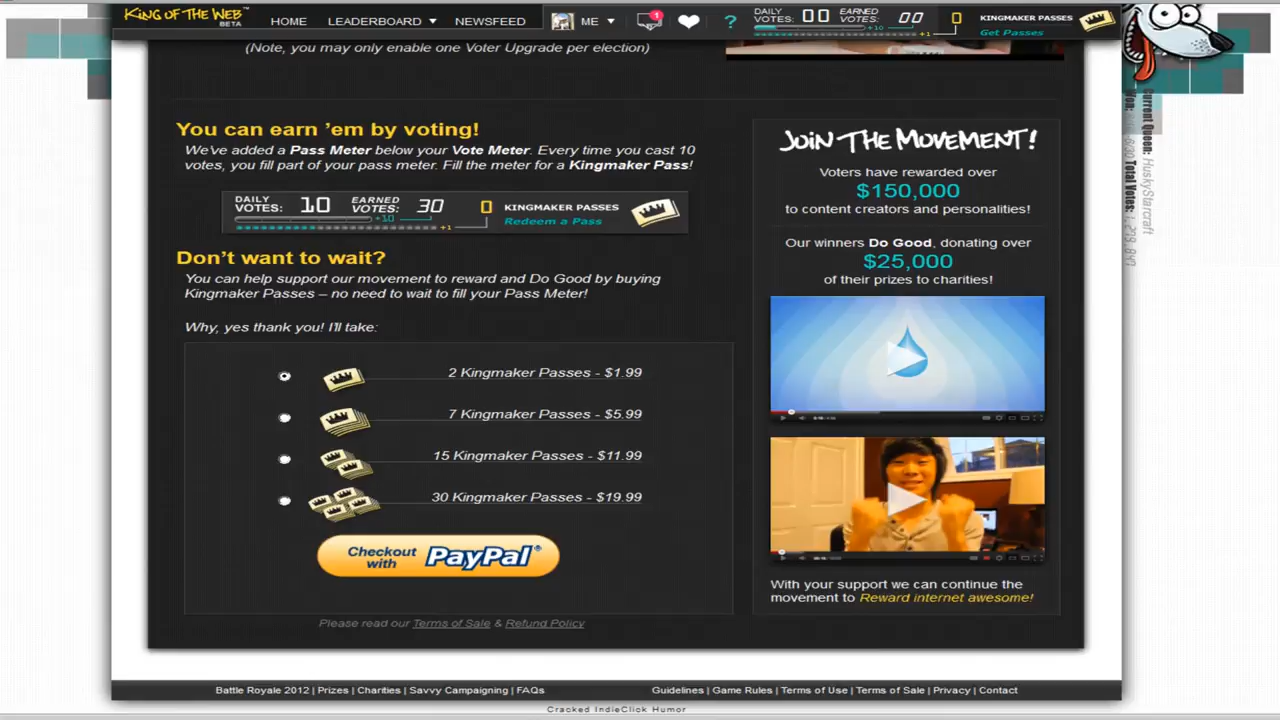 KING OF THE WEB™
BETA
HOME
LEADERBOARD
NEWSFEED
ME
1
?
DAILY VOTES: 00
EARNED VOTES: 00
+10
+1
0
KINGMAKER PASSES
Get Passes
(Note, you may only enable one Voter Upgrade per election)
You can earn 'em by voting!
We've added a Pass Meter below your Vote Meter. Every time you cast 10
votes, you fill part of your pass meter. Fill the meter for a Kingmaker Pass!
DAILY VOTES: 10
EARNED VOTES: 30
+10
+1
0
KINGMAKER PASSES
Redeem a Pass
Don't want to wait?
You can help support our movement to reward and Do Good by buying
Kingmaker Passes – no need to wait to fill your Pass Meter!
Why, yes thank you! I'll take:
2 Kingmaker Passes - $1.99
7 Kingmaker Passes - $5.99
15 Kingmaker Passes - $11.99
30 Kingmaker Passes - $19.99
Checkout with PayPal
Please read our Terms of Sale & Refund Policy
JOIN THE MOVEMENT!
Voters have rewarded over
$150,000
to content creators and personalities!
Our winners Do Good, donating over
$25,000
of their prizes to charities!
With your support we can continue the
movement to Reward internet awesome!
Current Queen: HuskyStarcraft
Total Votes:
Battle Royale 2012 | Prizes | Charities | Savvy Campaigning | FAQs
Guidelines | Game Rules | Terms of Use | Terms of Sale | Privacy | Contact
Cracked IndieClick Humor